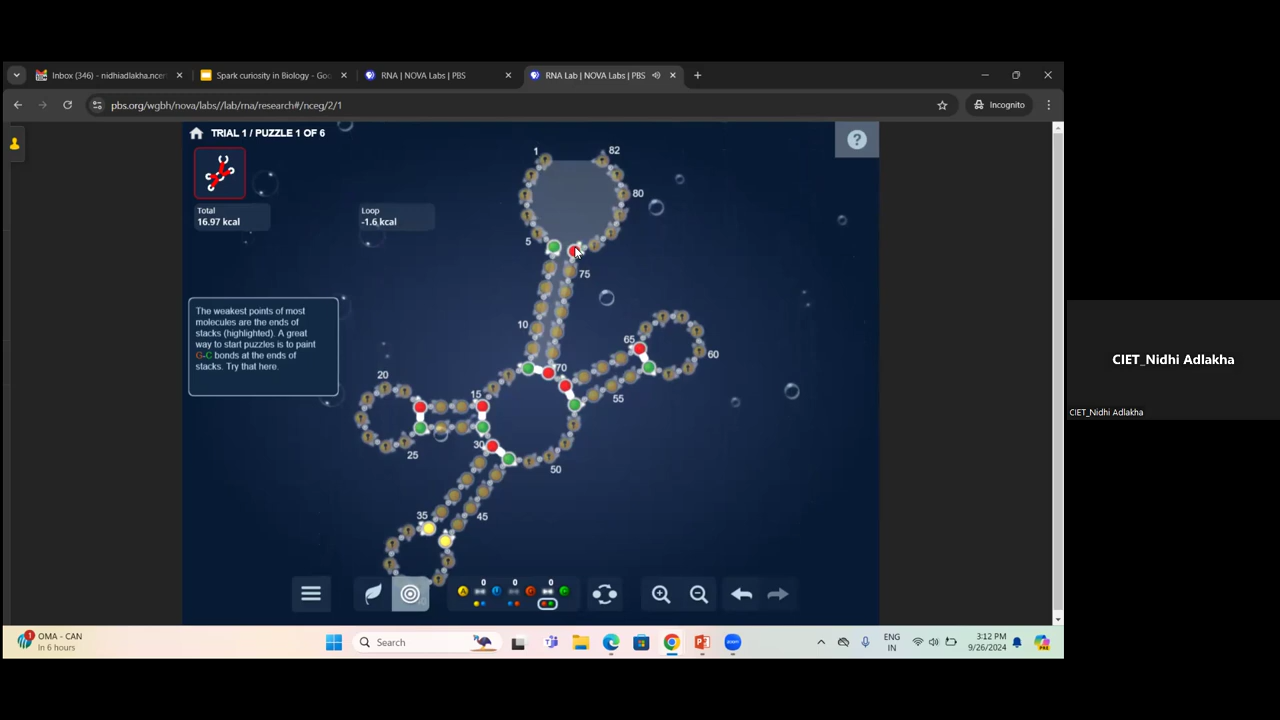 Inbox (346) - nidhiadlakha.ncer
Spark curiosity in Biology - Goo
RNA | NOVA Labs | PBS
RNA Lab | NOVA Labs | PBS
pbs.org/wgbh/nova/labs//lab/rna/research#/nceg/2/1
Incognito
TRIAL 1 / PUZZLE 1 OF 6
?
Total
16.97 kcal
Loop
-1.6 kcal
1
82
80
5
75
10
70
65
60
55
20
15
25
30
50
35
45
The weakest points of most
molecules are the ends of
stacks (highlighted). A great
way to start puzzles is to paint
G-C bonds at the ends of
stacks. Try that here.
0
0
0
A
U
G
C
CIET_Nidhi Adlakha
CIET_Nidhi Adlakha
1
OMA - CAN
In 6 hours
Search
ENG
IN
3:12 PM
9/26/2024